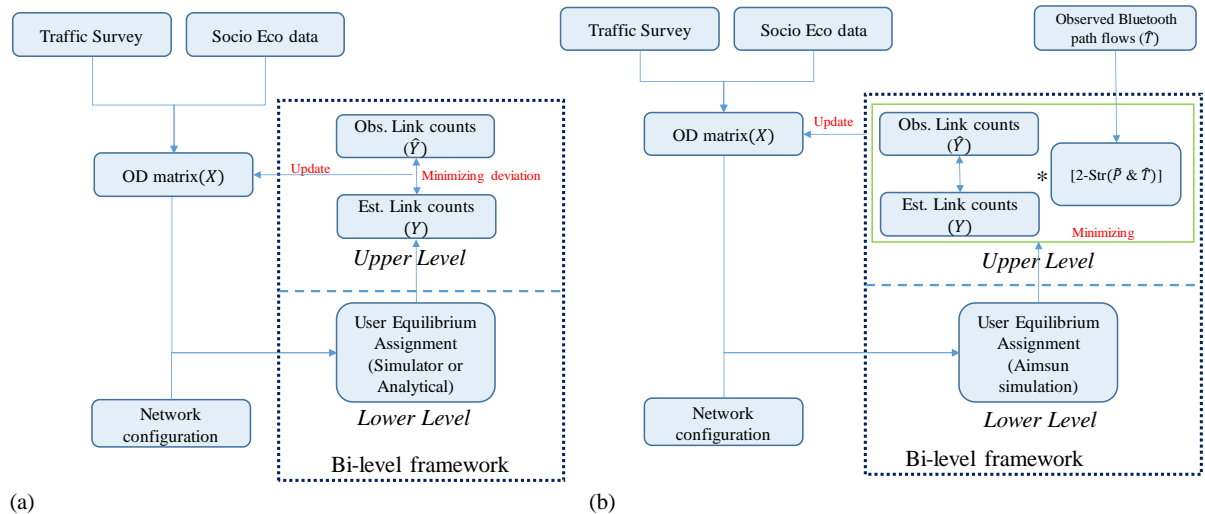 Traffic Survey
Socio Eco data
OD matrix(X)
Obs. Link counts
(Ŷ)
Update
Minimizing deviation
Est. Link counts
(Y)
Upper Level
User Equilibrium
Assignment
(Simulator or
Analytical)
Lower Level
Network
configuration
Bi-level framework
(a)
Traffic Survey
Socio Eco data
Observed Bluetooth
path flows (T̂)
OD matrix(X)
Update
Obs. Link counts
(Ŷ)
*
[2-Str(P̃ & T̂)]
Est. Link counts
(Y)
Minimizing
Upper Level
User Equilibrium
Assignment
(Aimsun
simulation)
Lower Level
Network
configuration
Bi-level framework
(b)